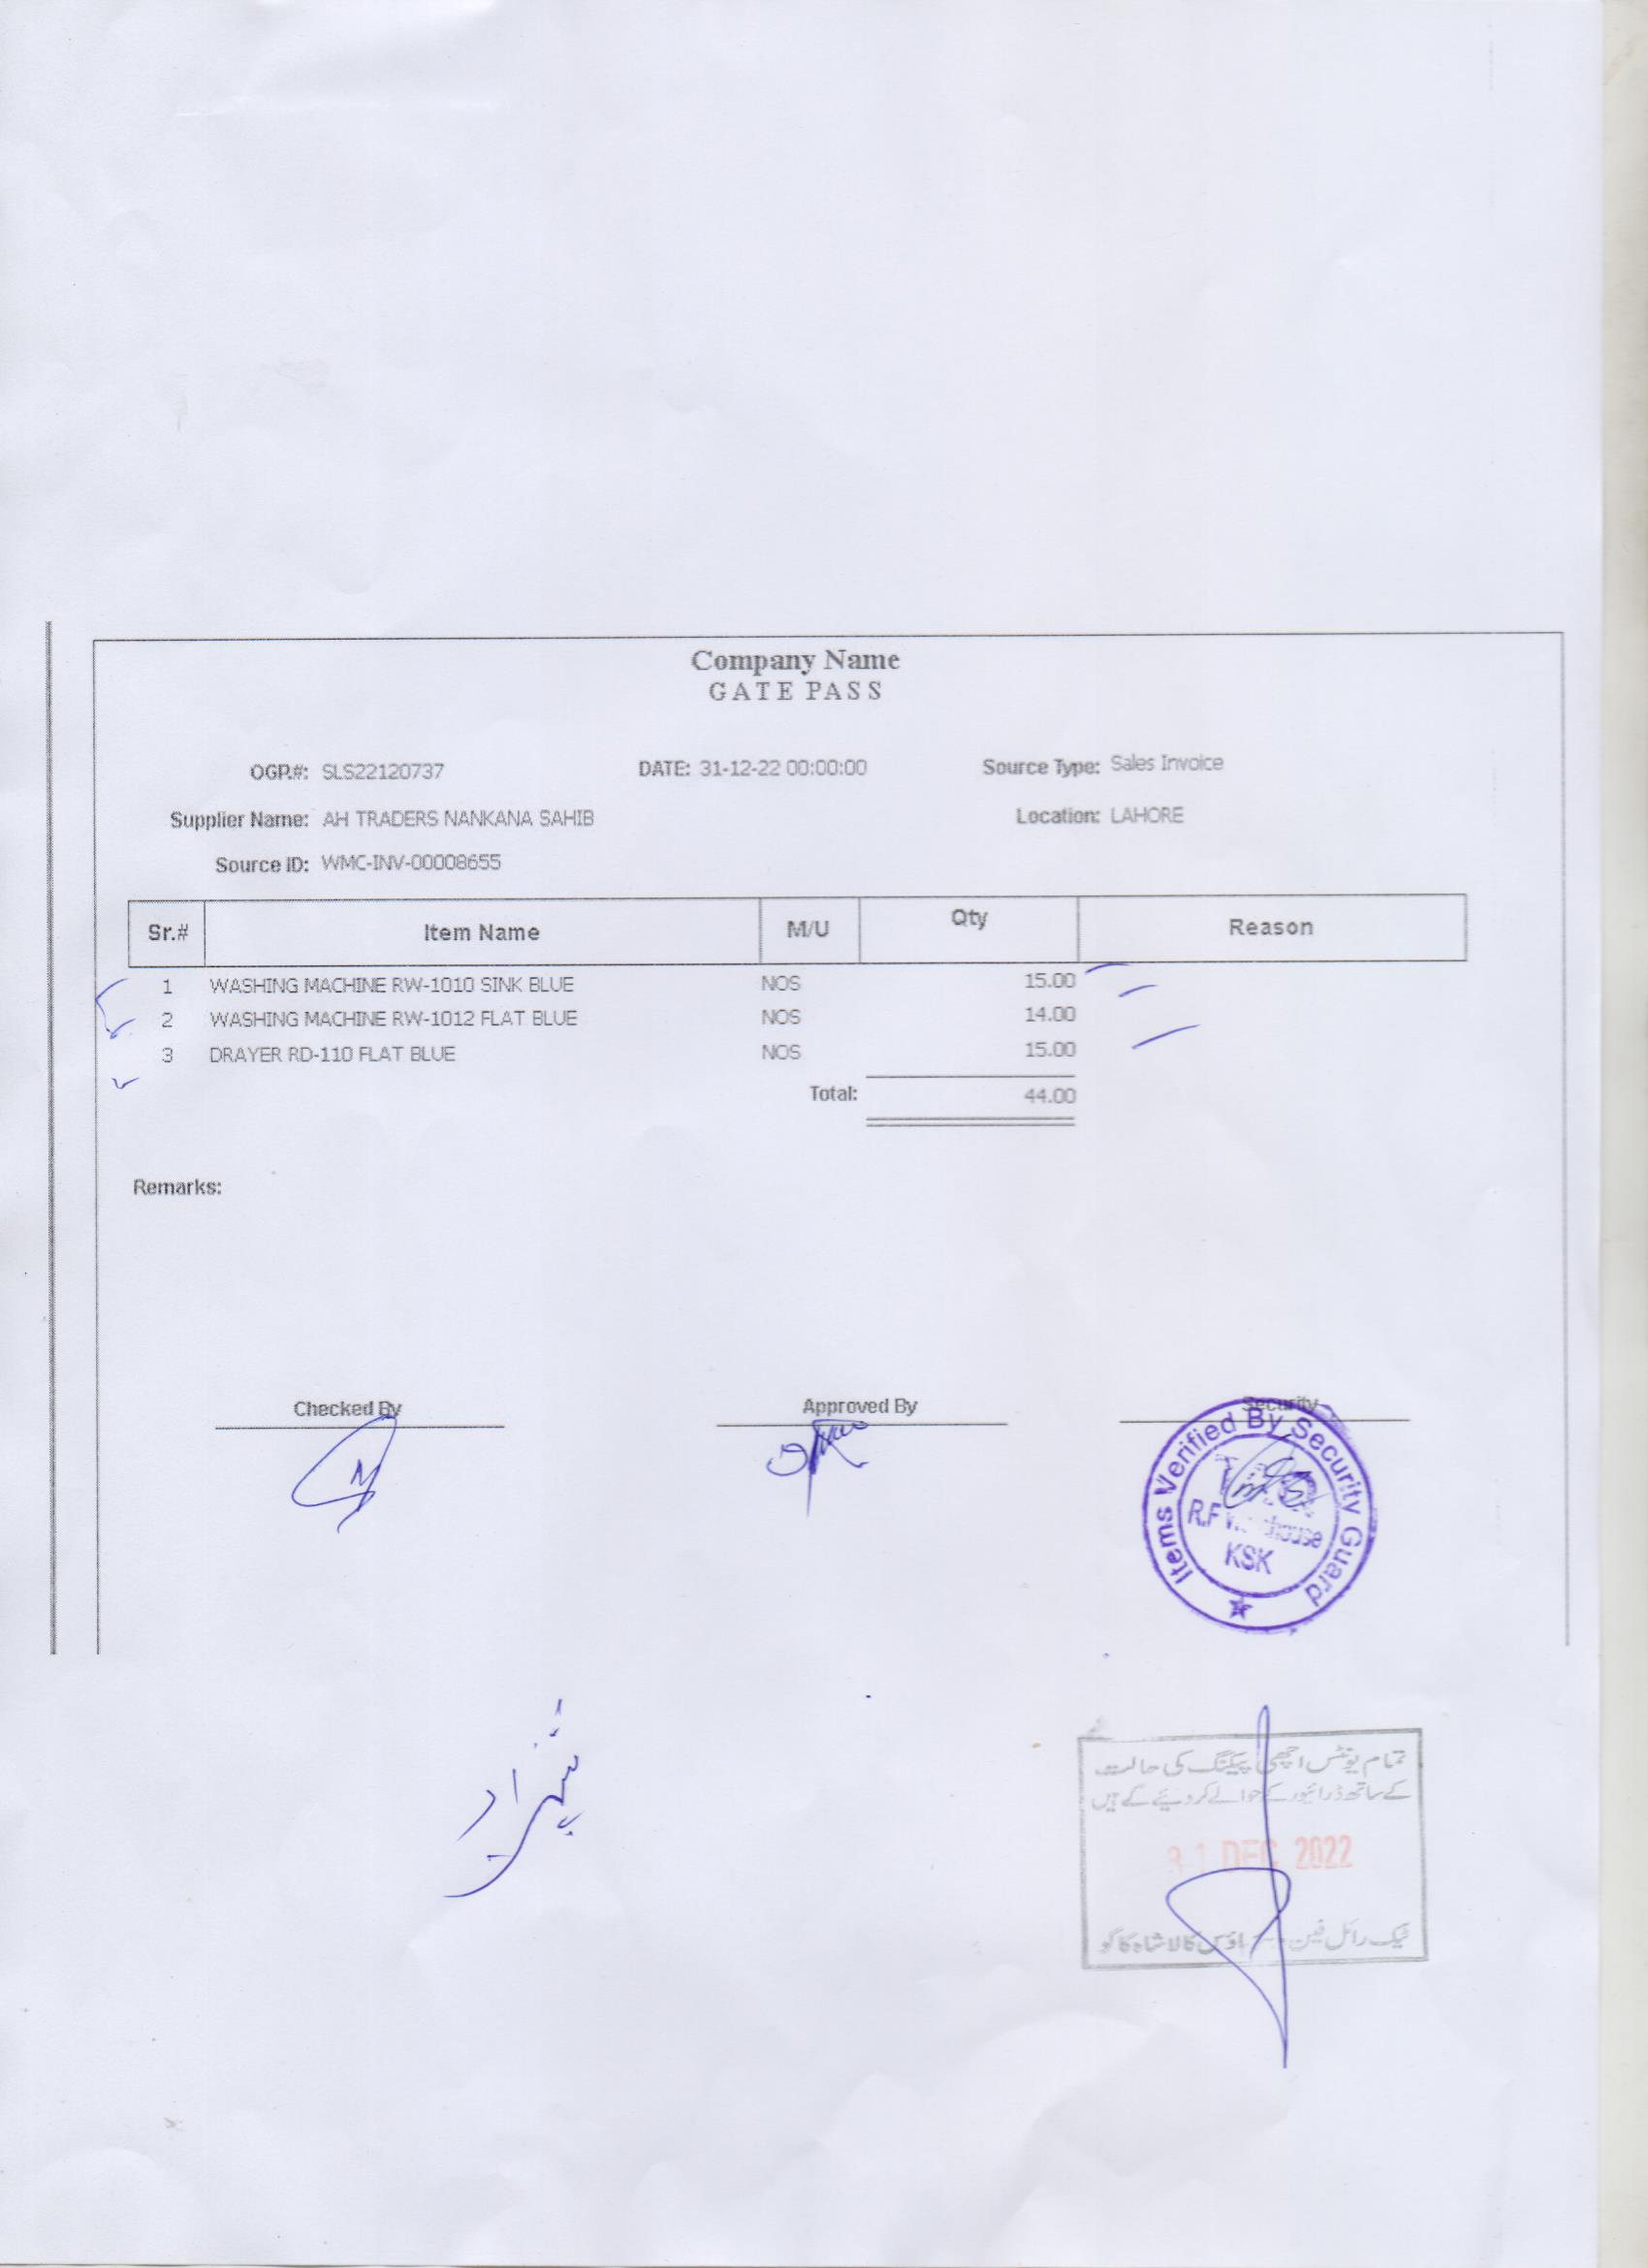 Company Name
GATE PASS
OGP.#: SLS22120737 DATE: 31-12-22 00:00:00 Source Type: Sales Invoice
Supplier Name: AH TRADERS NANKANA SAHIB Location: LAHORE
Source ID: WMC-INV-00008655
Sr.# Item Name M/U Qty Reason
1 WASHING MACHINE RW-1010 SINK BLUE NOS 15.00
2 WASHING MACHINE RW-1012 FLAT BLUE NOS 14.00
3 DRAYER RD-110 FLAT BLUE NOS 15.00
Total: 44.00
Remarks:
Checked By Approved By Security
Items Verified By Security Guard
R.F
KSK
شہزاد
تمام یونٹس اچھی پیکنگ کی حالت
کے ساتھ ڈرائیور کے حوالے کر دیئے گے ہیں
31 DEC 2022
ٹیک رائل فین ہاؤس کالا شاہ کاکو